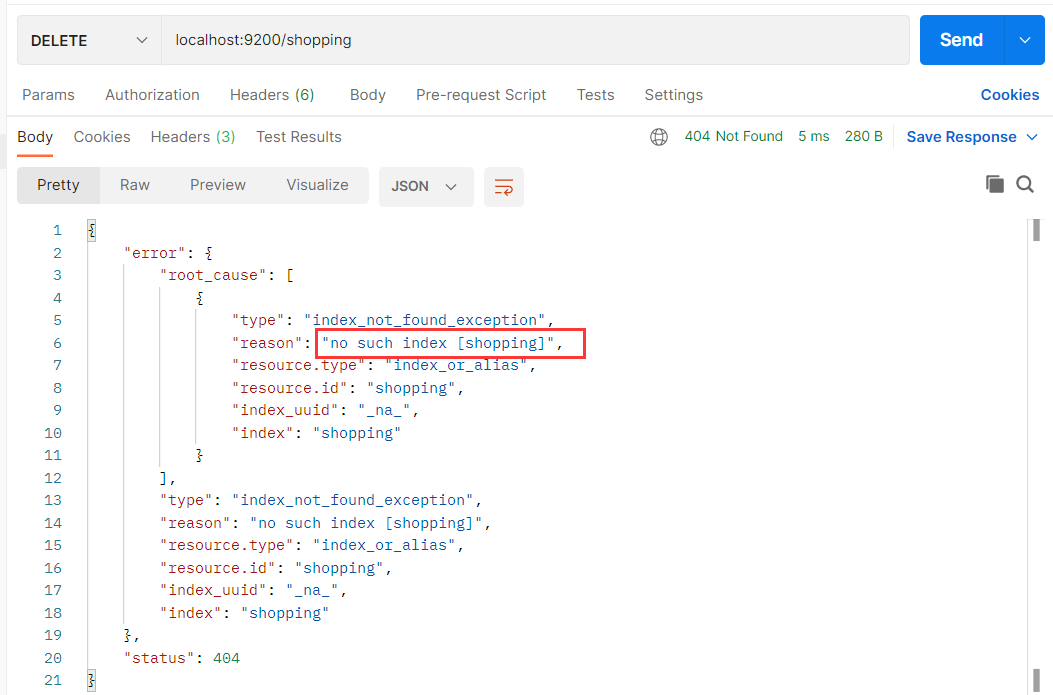 DELETE localhost:9200/shopping Send
Params Authorization Headers (6) Body Pre-request Script Tests Settings Cookies
Body Cookies Headers (3) Test Results 404 Not Found 5 ms 280 B Save Response
Pretty Raw Preview Visualize JSON
1 {
2 "error": {
3 "root_cause": [
4 {
5 "type": "index_not_found_exception",
6 "reason": "no such index [shopping]",
7 "resource.type": "index_or_alias",
8 "resource.id": "shopping",
9 "index_uuid": "_na_",
10 "index": "shopping"
11 }
12 ],
13 "type": "index_not_found_exception",
14 "reason": "no such index [shopping]",
15 "resource.type": "index_or_alias",
16 "resource.id": "shopping",
17 "index_uuid": "_na_",
18 "index": "shopping"
19 },
20 "status": 404
21 }